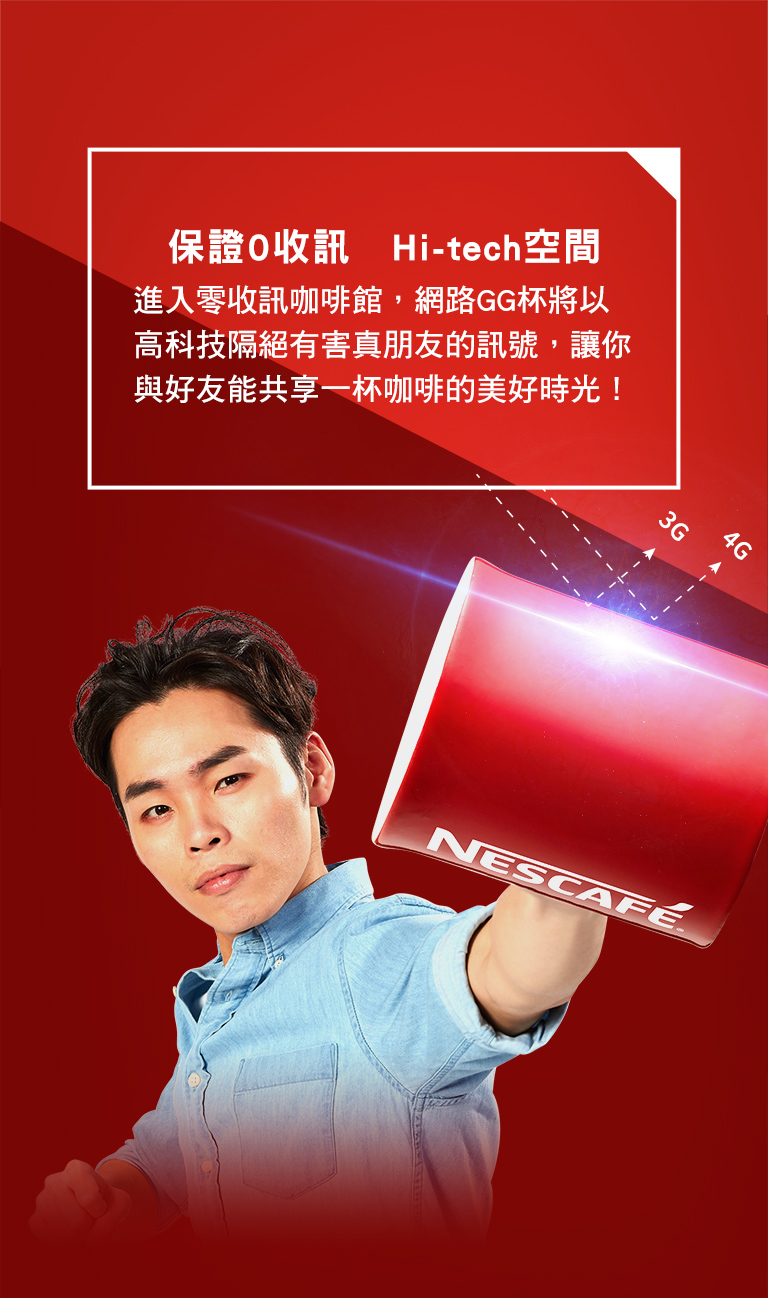 保證0收訊　Hi-tech空間
進入零收訊咖啡館，網路GG杯將以
高科技隔絕有害真朋友的訊號，讓你
與好友能共享一杯咖啡的美好時光！
3G
4G
NESCAFÉ